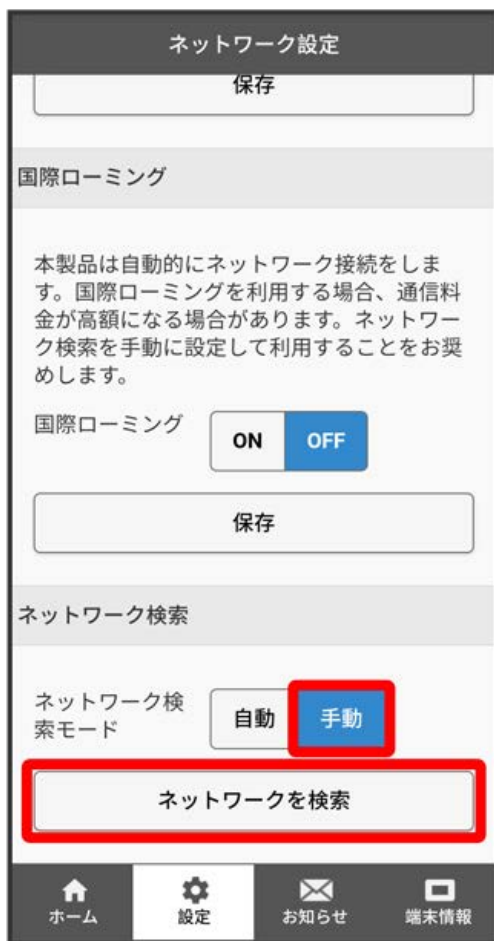 ネットワーク設定
保存
国際ローミング
本製品は自動的にネットワーク接続をしま
す。国際ローミングを利用する場合、通信料
金が高額になる場合があります。ネットワー
ク検索を手動に設定して利用することをお奨
めします。
国際ローミング
ON OFF
保存
ネットワーク検索
ネットワーク検
索モード
自動 手動
ネットワークを検索
ホーム 設定 お知らせ 端末情報